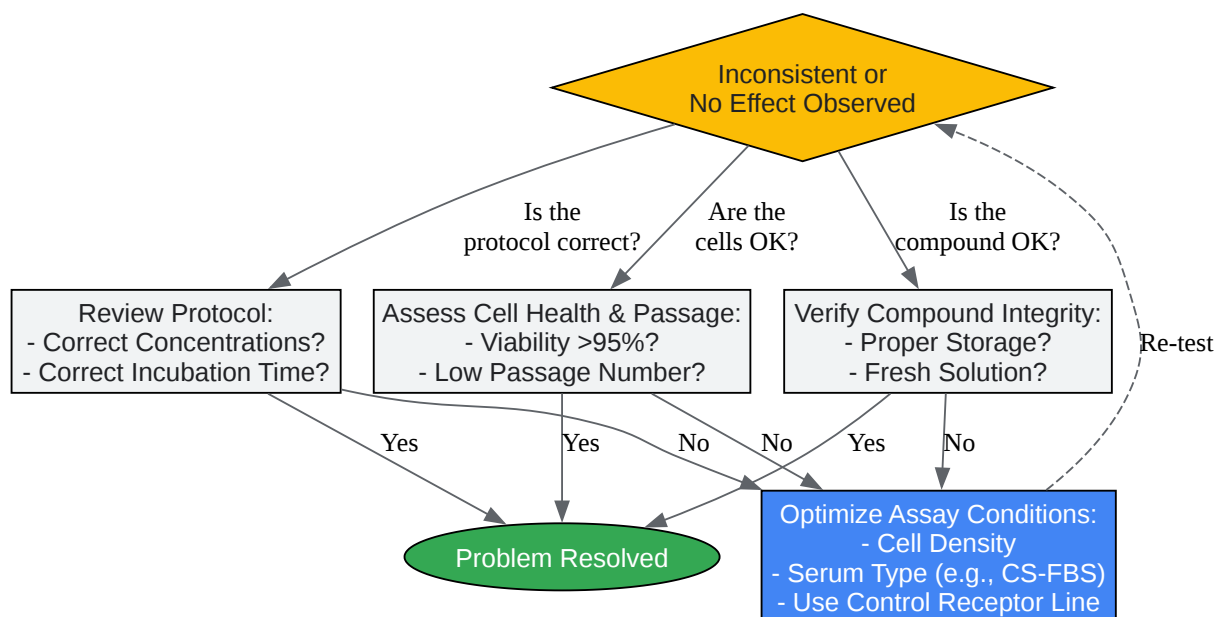 Inconsistent or
No Effect Observed
Is the
protocol correct?
Are the
cells OK?
Is the
compound OK?
Review Protocol:
- Correct Concentrations?
- Correct Incubation Time?
Assess Cell Health & Passage:
- Viability >95%?
- Low Passage Number?
Verify Compound Integrity:
- Proper Storage?
- Fresh Solution?
Re-test
Yes
No
Yes
No
Yes
No
Problem Resolved
Optimize Assay Conditions:
- Cell Density
- Serum Type (e.g., CS-FBS)
- Use Control Receptor Line